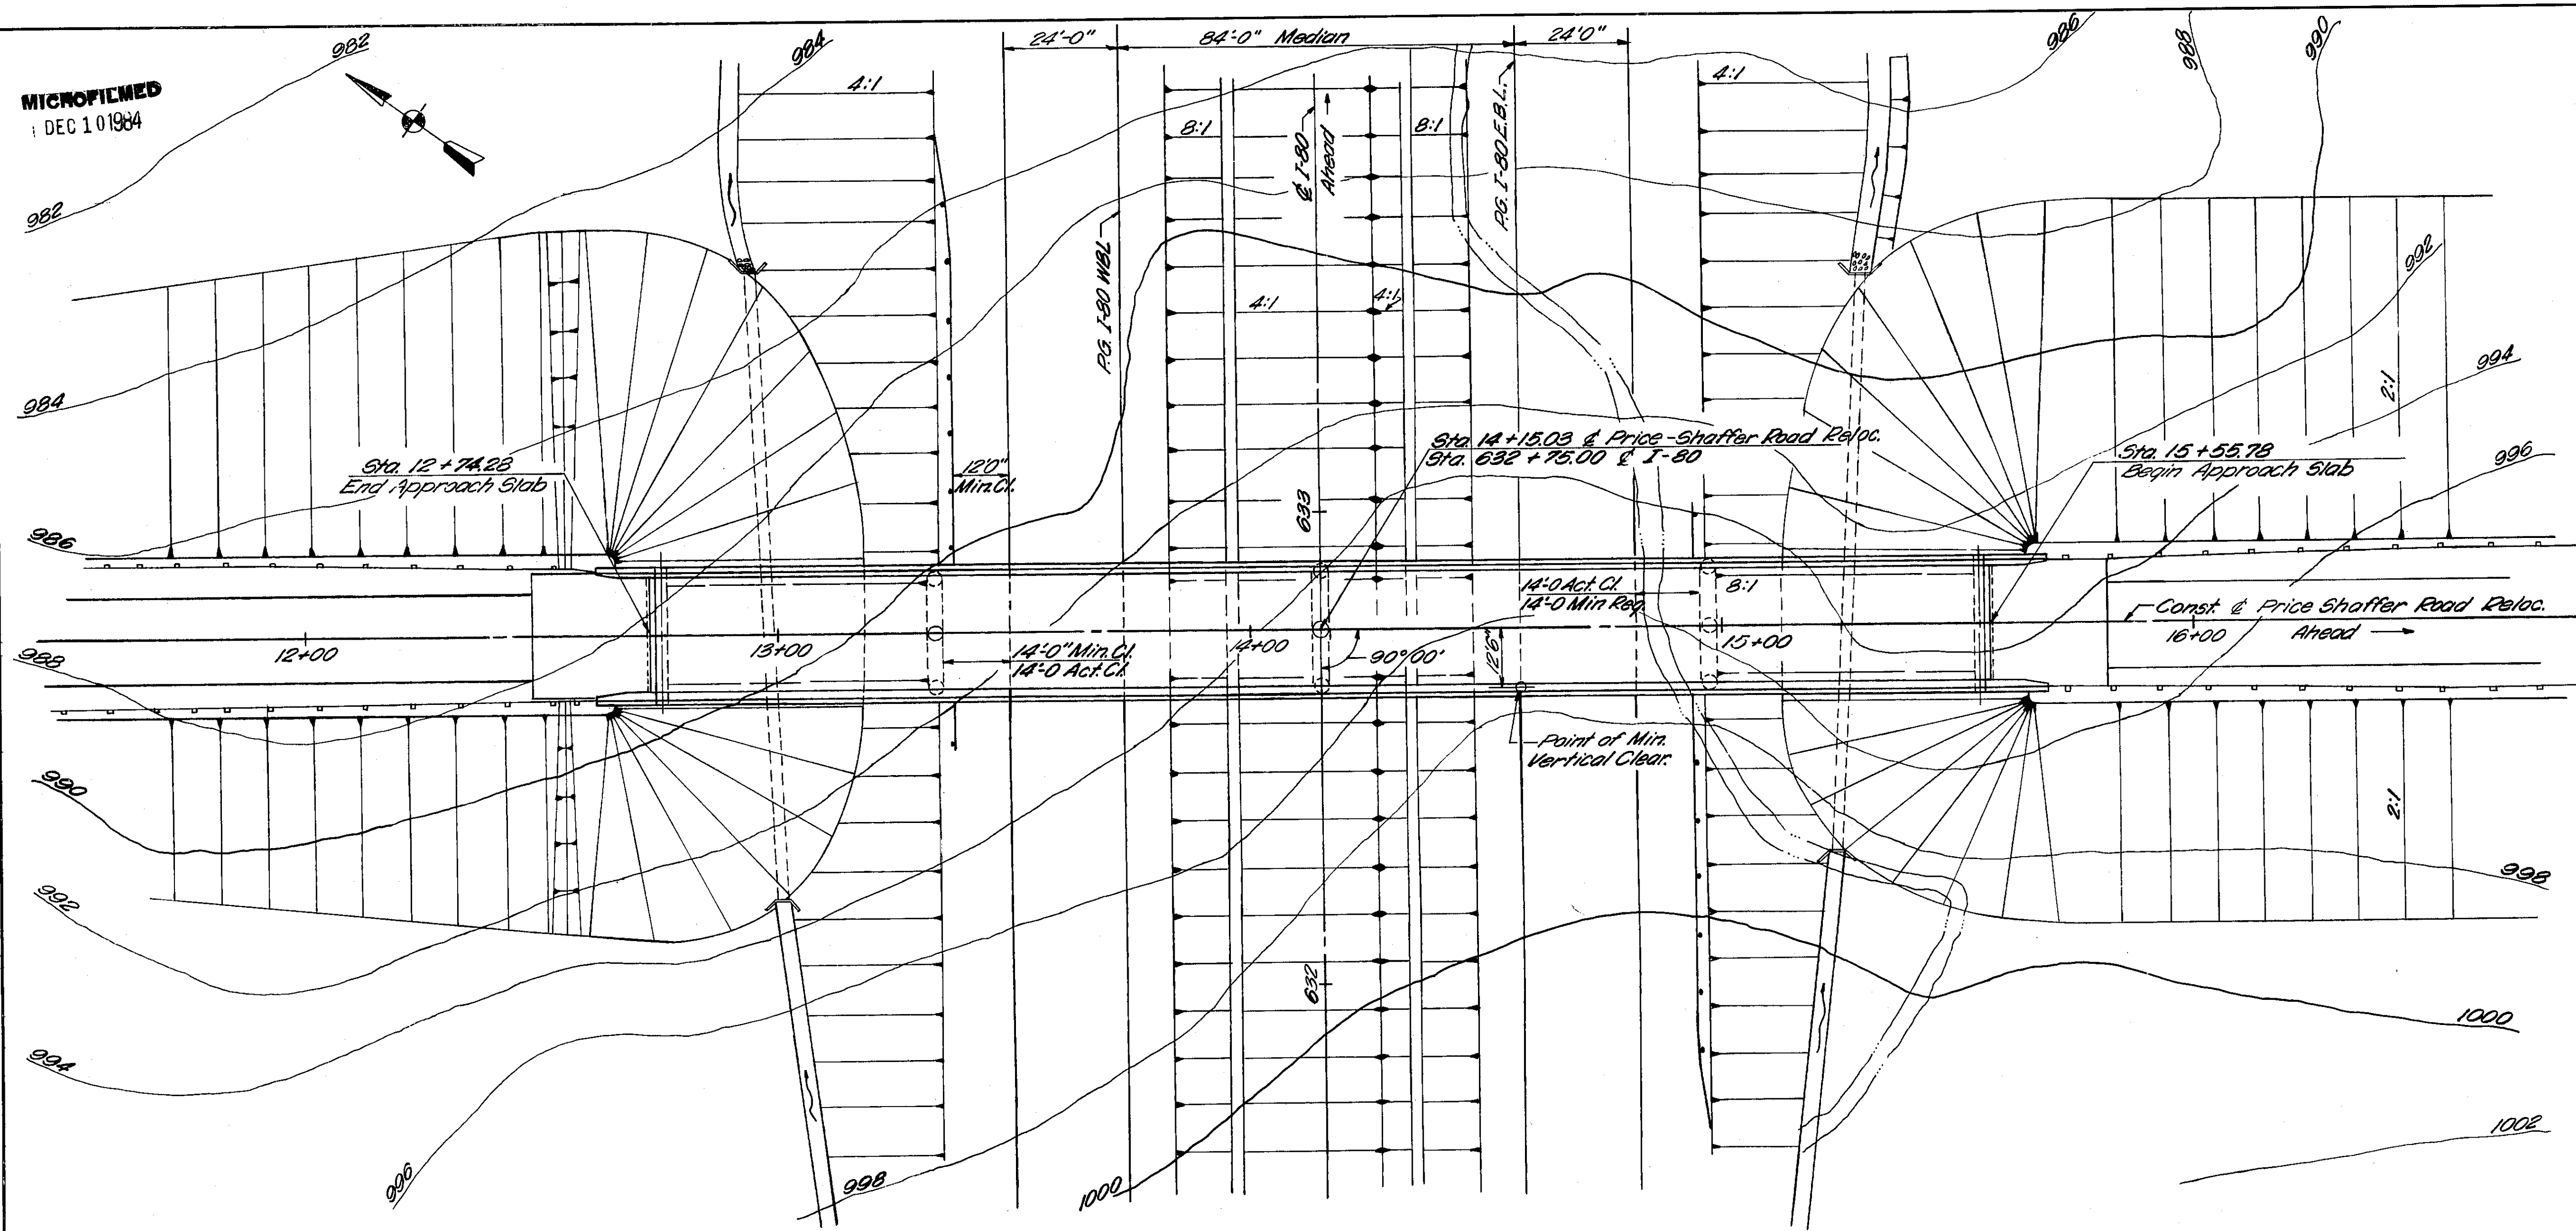 982
984
24'-0"
84'-0" Median
24'0"
986
988
990
MICROFILMED
DEC 10 1984
4:1
4:1
8:1
8:1
℄ I-80
Ahead
P.G. I-80 E.B.L.
982
992
P.G. I-80 WBL
4:1
4:1
994
2:1
984
Sta. 14+15.03 ℄ Price-Shaffer Road Reloc.
Sta. 632+75.00 ℄ I-80
Sta. 12+74.28
End Approach Slab
12'0"
Min. Cl.
Sta. 15+55.78
Begin Approach Slab
996
633
986
14'-0 Act. Cl.
14'-0 Min Req.
8:1
Const. ℄ Price Shaffer Road Reloc.
Ahead
12+00
13+00
14+00
15+00
16+00
988
14'-0" Min. Cl.
14'-0 Act. Cl.
90°00'
12'6"
Point of Min.
Vertical Clear.
990
2:1
998
992
632
1000
994
1002
996
998
1000